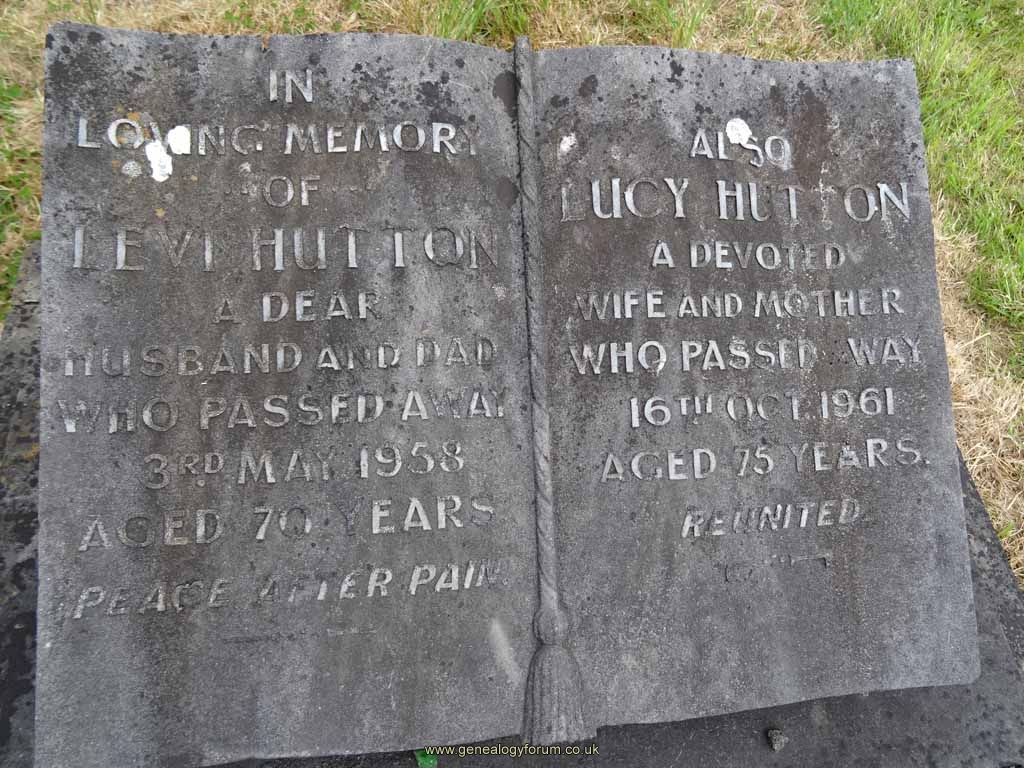 IN
LOVING MEMORY
OF
LEVI HUTTON
A DEAR
HUSBAND AND DAD
WHO PASSED AWAY
3RD MAY 1958
AGED 70 YEARS
PEACE AFTER PAIN.
ALSO
LUCY HUTTON
A DEVOTED
WIFE AND MOTHER
WHO PASSED AWAY
16TH OCT. 1961
AGED 75 YEARS.
REUNITED
www.genealogyforum.co.uk